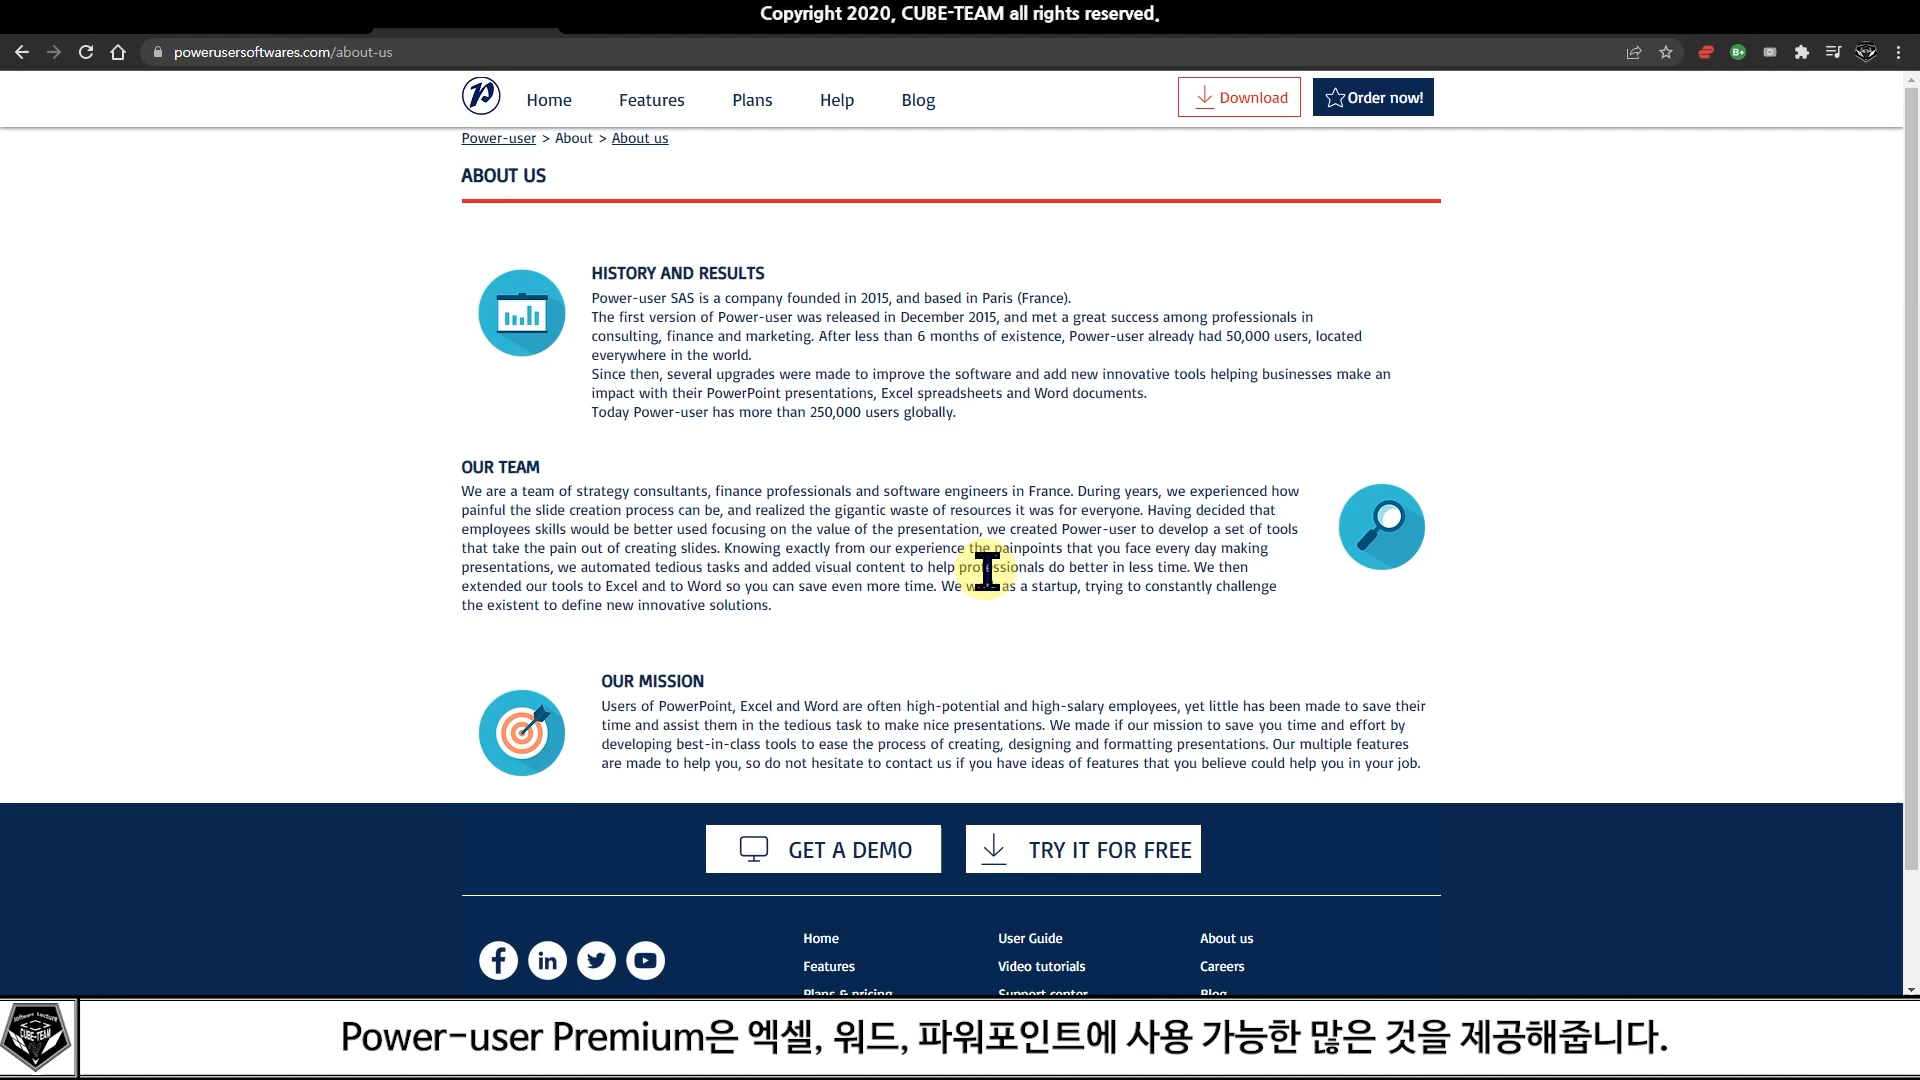 Copyright 2020, CUBE-TEAM all rights reserved.
powerusersoftwares.com/about-us
Home Features Plans Help Blog Download Order now!
Power-user > About > About us
ABOUT US
HISTORY AND RESULTS
Power-user SAS is a company founded in 2015, and based in Paris (France).
The first version of Power-user was released in December 2015, and met a great success among professionals in
consulting, finance and marketing. After less than 6 months of existence, Power-user already had 50,000 users, located
everywhere in the world.
Since then, several upgrades were made to improve the software and add new innovative tools helping businesses make an
impact with their PowerPoint presentations, Excel spreadsheets and Word documents.
Today Power-user has more than 250,000 users globally.
OUR TEAM
We are a team of strategy consultants, finance professionals and software engineers in France. During years, we experienced how
painful the slide creation process can be, and realized the gigantic waste of resources it was for everyone. Having decided that
employees skills would be better used focusing on the value of the presentation, we created Power-user to develop a set of tools
that take the pain out of creating slides. Knowing exactly from our experience the painpoints that you face every day making
presentations, we automated tedious tasks and added visual content to help professionals do better in less time. We then
extended our tools to Excel and to Word so you can save even more time. We as a startup, trying to constantly challenge
the existent to define new innovative solutions.
OUR MISSION
Users of PowerPoint, Excel and Word are often high-potential and high-salary employees, yet little has been made to save their
time and assist them in the tedious task to make nice presentations. We made if our mission to save you time and effort by
developing best-in-class tools to ease the process of creating, designing and formatting presentations. Our multiple features
are made to help you, so do not hesitate to contact us if you have ideas of features that you believe could help you in your job.
GET A DEMO TRY IT FOR FREE
Home User Guide About us
Features Video tutorials Careers
Plans & pricing Support center Blog
Software Lecture
CUBE-TEAM
Power-user Premium은 엑셀, 워드, 파워포인트에 사용 가능한 많은 것을 제공해줍니다.